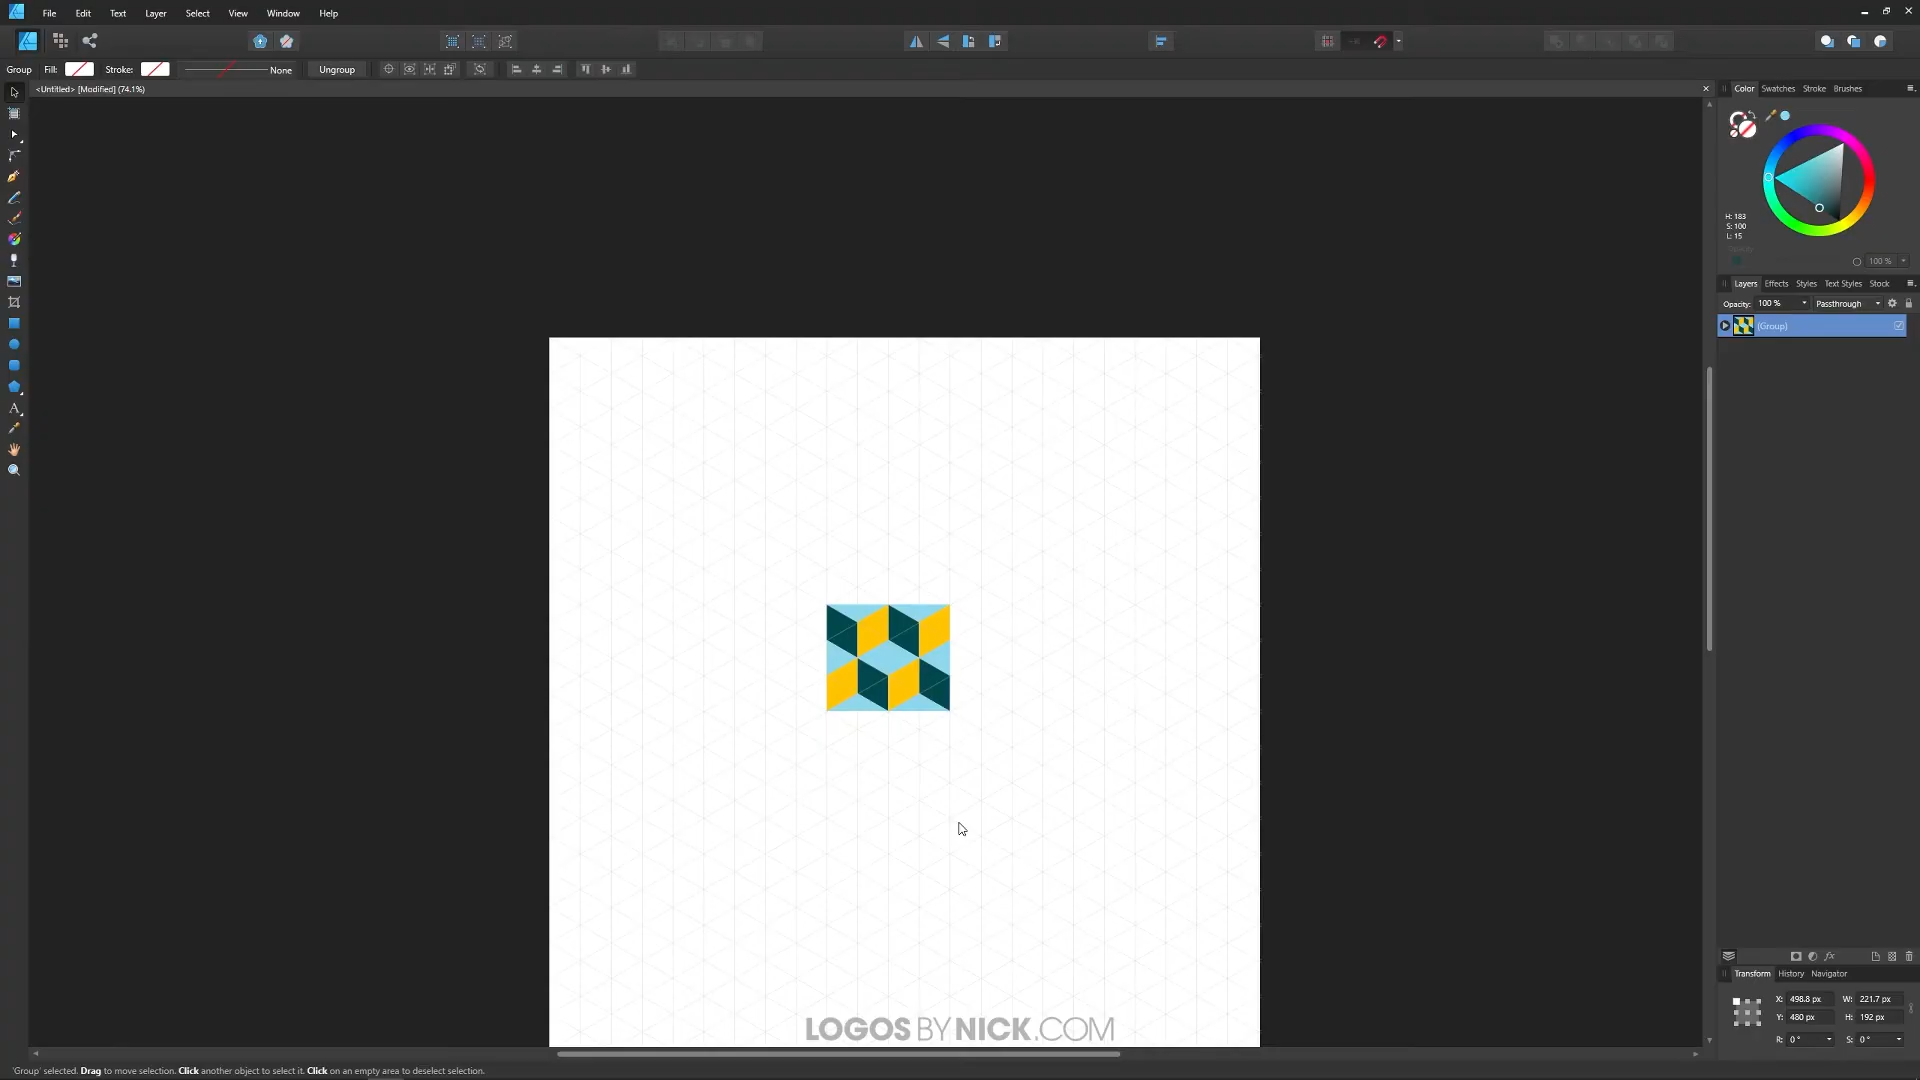 File Edit Text Layer Select View Window Help
Group Fill: Stroke: None Ungroup
<Untitled> [Modified] (74.1%)
Color Swatches Stroke Brushes
H: 183
S: 100
L: 15
100 %
Layers Effects Styles Text Styles Stock
Opacity: 100 % Passthrough
(Group)
fx
Transform History Navigator
X: 498.8 px W: 221.7 px
Y: 480 px H: 192 px
R: 0 ° S: 0 °
LOGOS BY NICK.COM
'Group' selected. Drag to move selection. Click another object to select it. Click on an empty area to deselect selection.